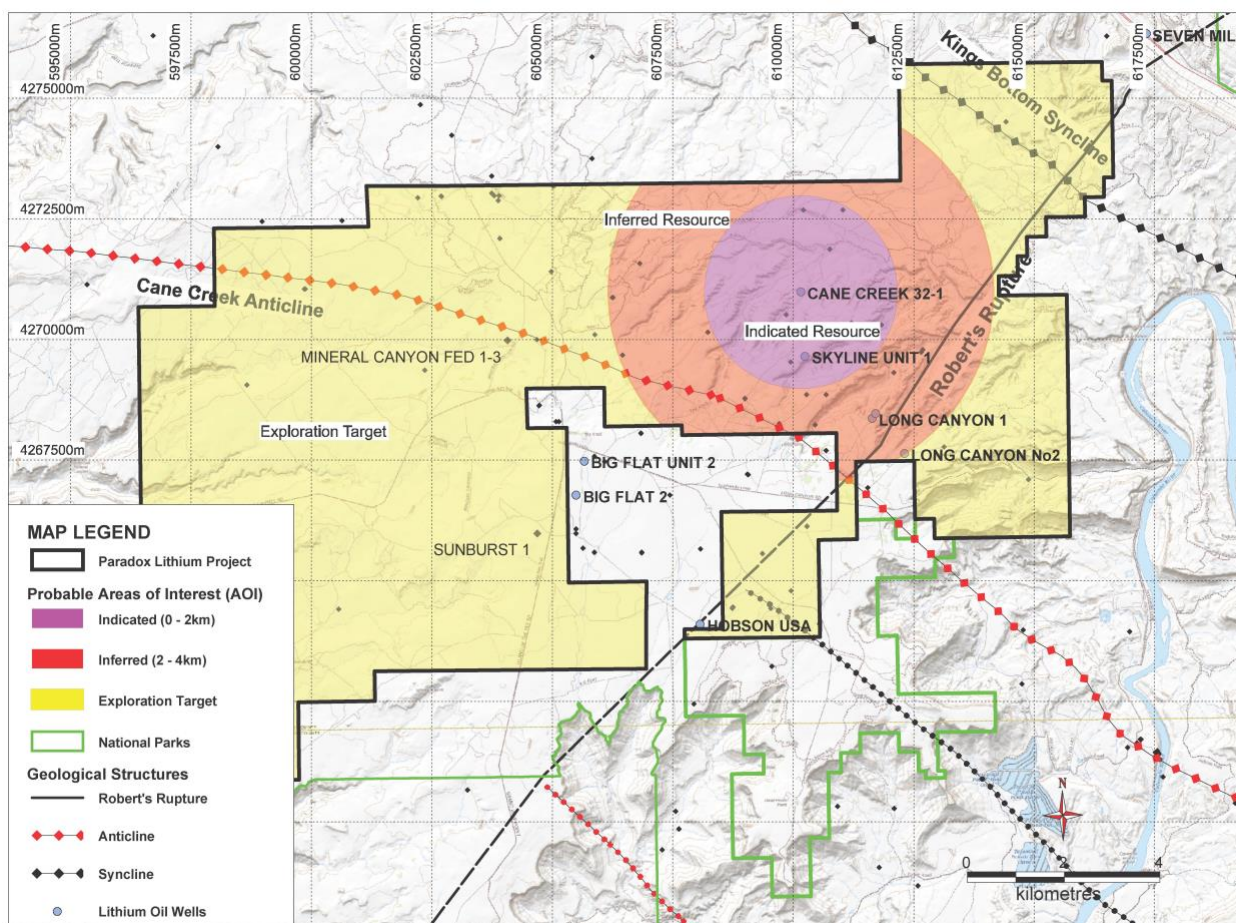 595000m
597500m
600000m
602500m
605000m
607500m
610000m
612500m
615000m
617500m
SEVEN MIL
Kings Bottom Syncline
4275000m
4272500m
Inferred Resource
Cane Creek Anticline
CANE CREEK 32-1
Robert's Rupture
4270000m
Indicated Resource
MINERAL CANYON FED 1-3
SKYLINE UNIT 1
LONG CANYON 1
Exploration Target
4267500m
LONG CANYON No2
BIG FLAT UNIT 2
BIG FLAT 2
SUNBURST 1
HOBSON USA
MAP LEGEND
Paradox Lithium Project
Probable Areas of Interest (AOI)
Indicated (0 - 2km)
Inferred (2 - 4km)
Exploration Target
National Parks
Geological Structures
Robert's Rupture
Anticline
Syncline
Lithium Oil Wells
N
0 2 4
kilometres